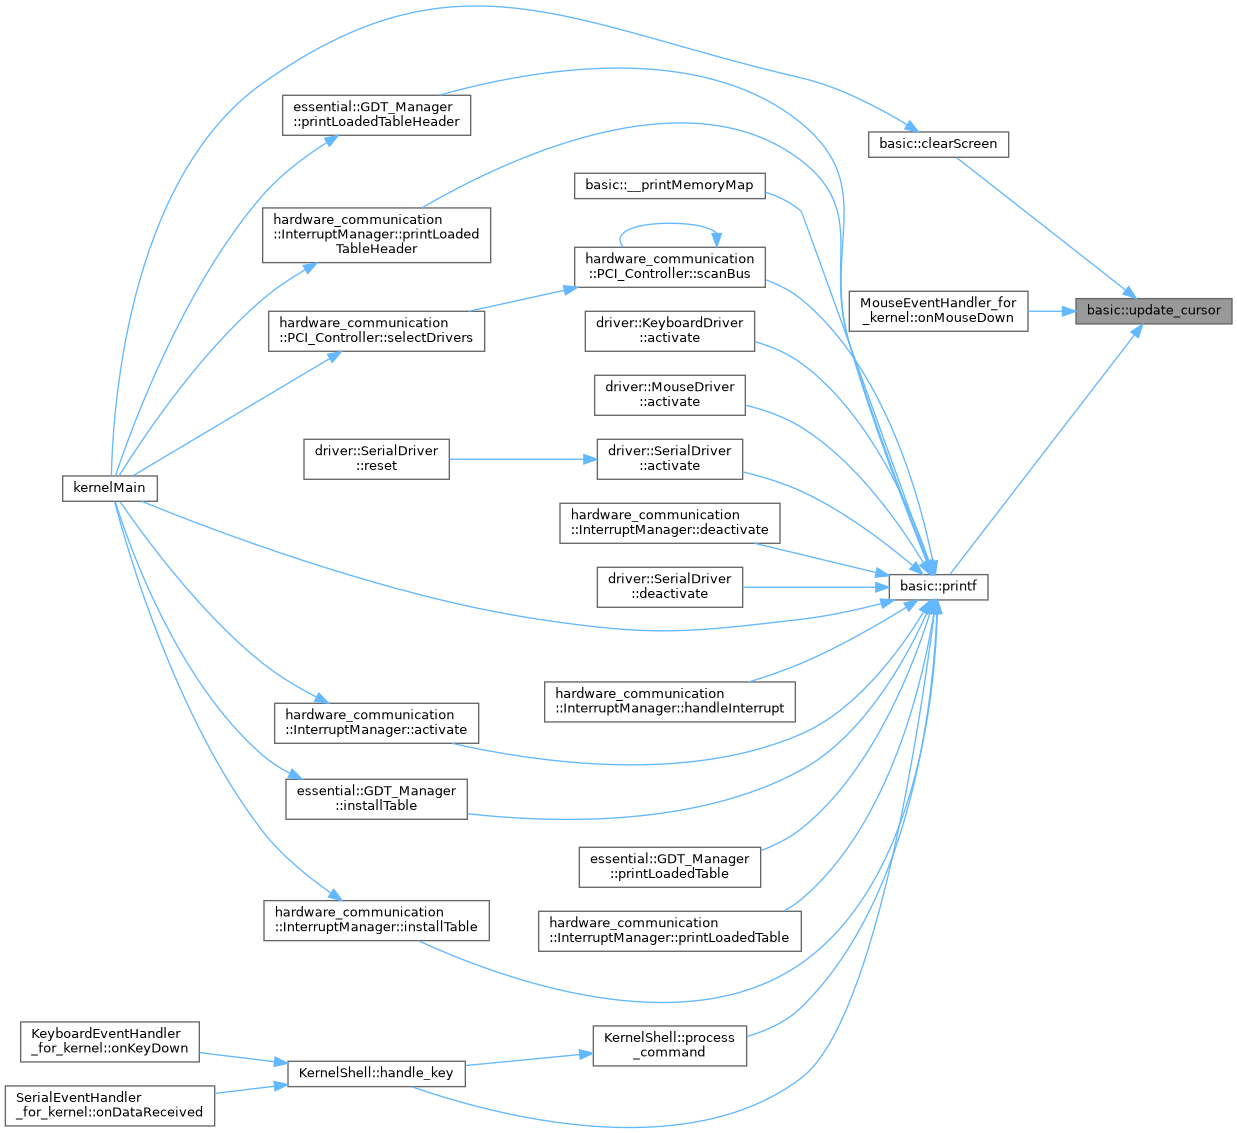 essential::GDT_Manager
::printLoadedTableHeader
basic::clearScreen
basic::__printMemoryMap
hardware_communication
::InterruptManager::printLoaded
TableHeader
hardware_communication
::PCI_Controller::scanBus
MouseEventHandler_for
_kernel::onMouseDown
basic::update_cursor
hardware_communication
::PCI_Controller::selectDrivers
driver::KeyboardDriver
::activate
driver::MouseDriver
::activate
driver::SerialDriver
::reset
driver::SerialDriver
::activate
kernelMain
hardware_communication
::InterruptManager::deactivate
driver::SerialDriver
::deactivate
basic::printf
hardware_communication
::InterruptManager::handleInterrupt
hardware_communication
::InterruptManager::activate
essential::GDT_Manager
::installTable
essential::GDT_Manager
::printLoadedTable
hardware_communication
::InterruptManager::installTable
hardware_communication
::InterruptManager::printLoadedTable
KeyboardEventHandler
_for_kernel::onKeyDown
KernelShell::process
_command
KernelShell::handle_key
SerialEventHandler
_for_kernel::onDataReceived